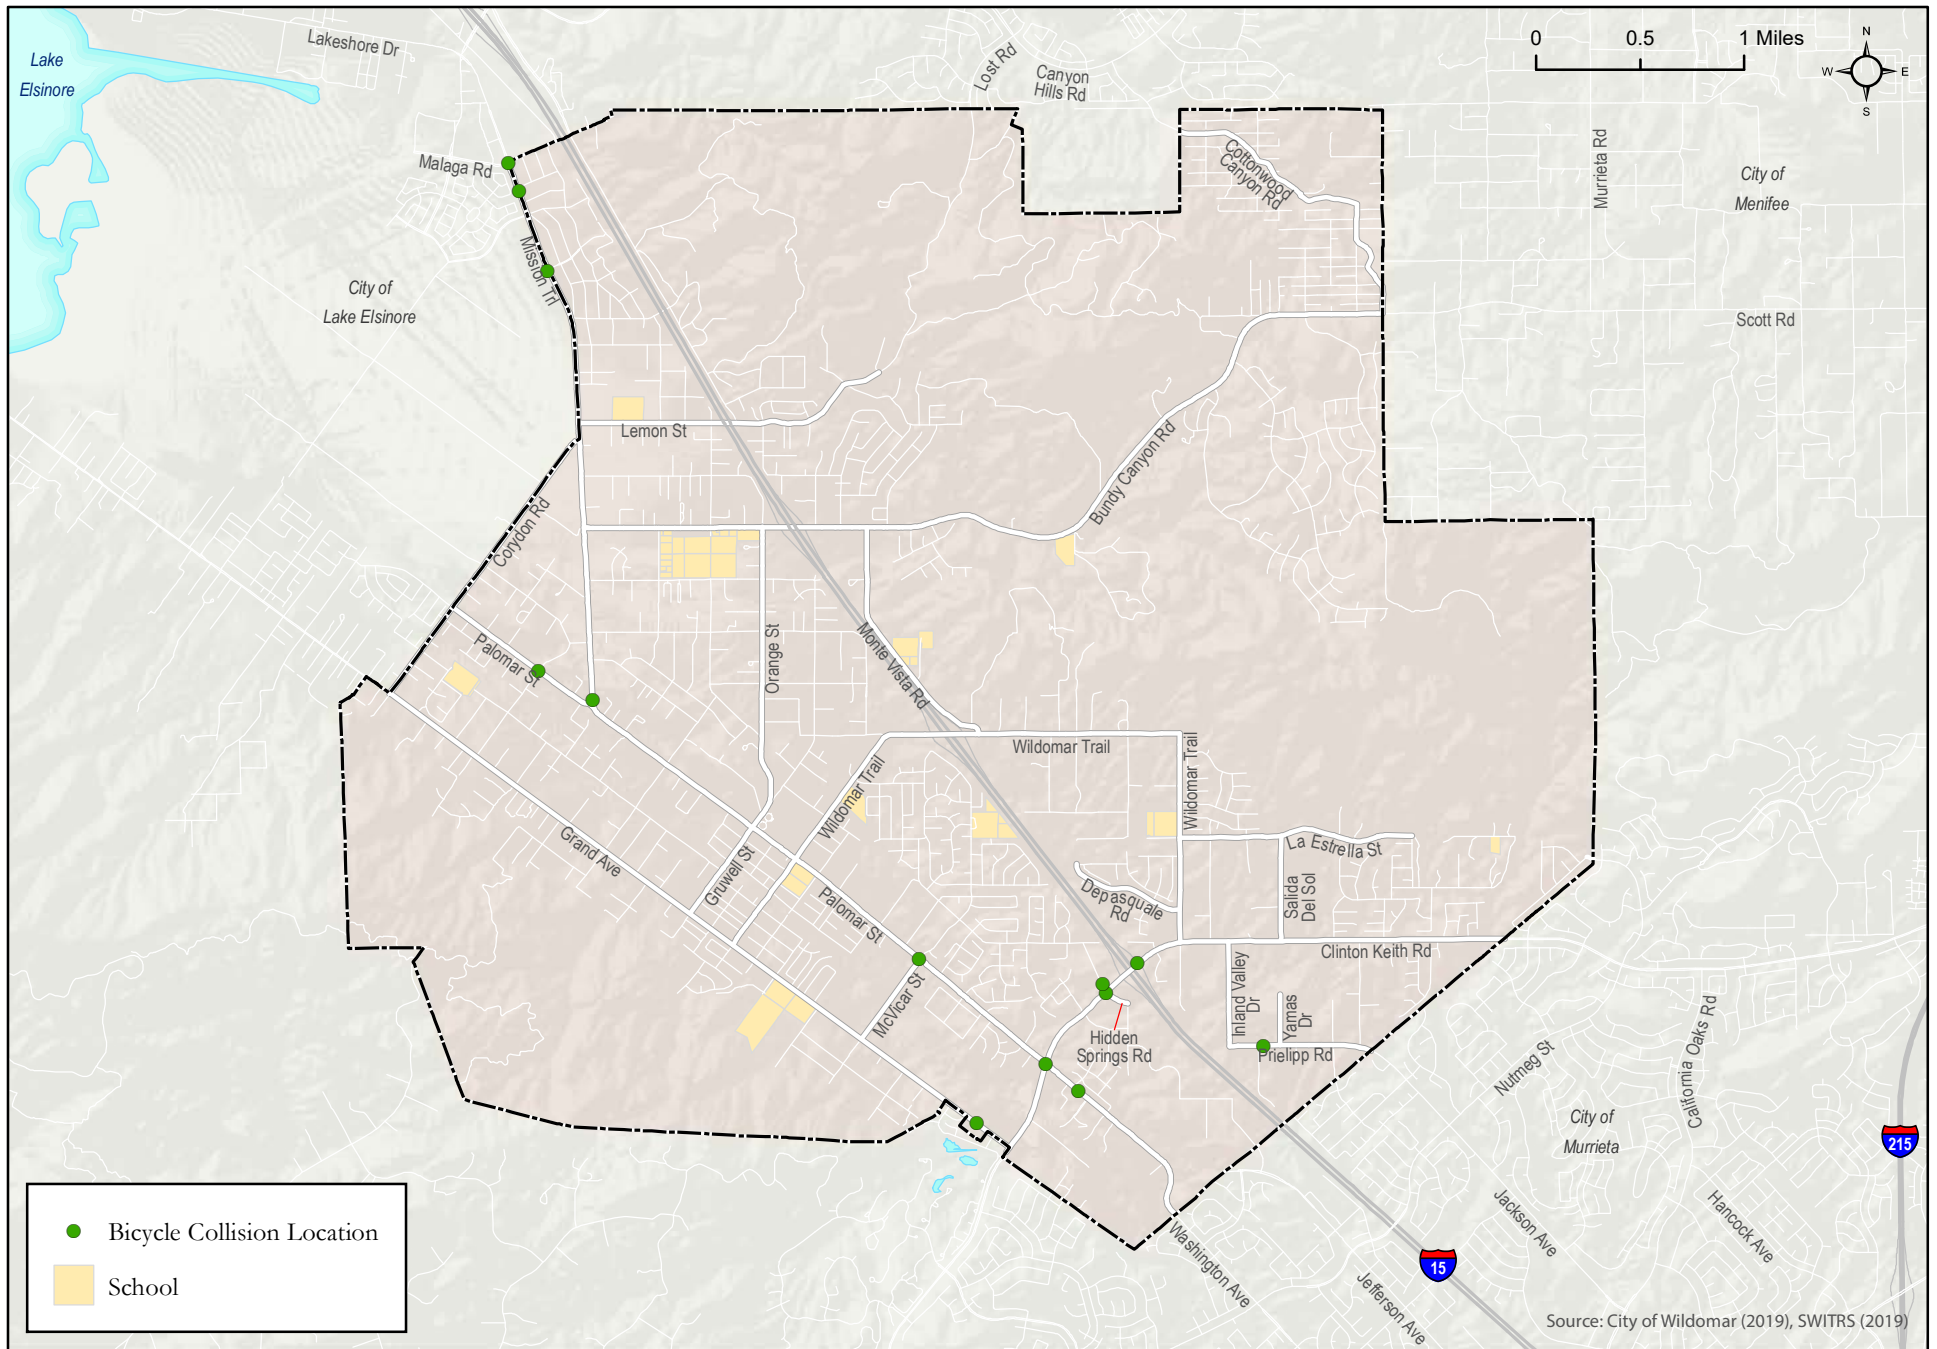 Lakeshore Dr
Lake
Elsinore
Lost Rd
Canyon
Hills Rd
0 0.5 1 Miles
N
W E
S
Malaga Rd
Cottonwood
Canyon Rd
Murrieta Rd
City of
Menifee
Mission Trl
City of
Lake Elsinore
Scott Rd
Lemon St
Bundy Canyon Rd
Corydon Rd
Palomar St
Orange St
Monte Vista Rd
Wildomar Trail
Wildomar Trail
Wildomar Trail
Grand Ave
Gruwell St
La Estrella St
Depasquale
Rd
Salida
Del Sol
Palomar St
Clinton Keith Rd
McVicar St
Inland Valley
Dr
Yamas
Dr
Hidden
Springs Rd
Prielipp Rd
Nutmeg St
California Oaks Rd
City of
Murrieta
215
Jackson Ave
Hancock Ave
Washington Ave
15
Jefferson Ave
Bicycle Collision Location
School
Source: City of Wildomar (2019), SWITRS (2019)